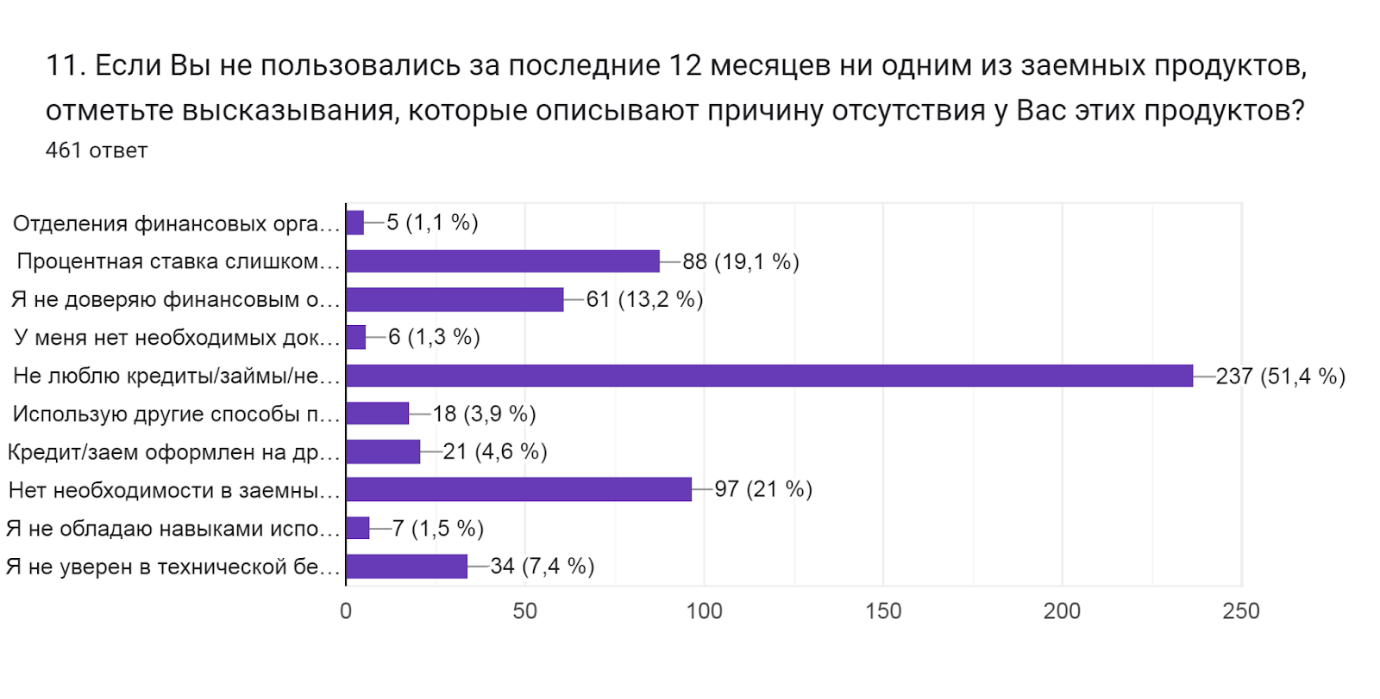 11. Если Вы не пользовались за последние 12 месяцев ни одним из заемных продуктов,
отметьте высказывания, которые описывают причину отсутствия у Вас этих продуктов?
461 ответ
Отделения финансовых орга… 5 (1,1 %)
Процентная ставка слишком… 88 (19,1 %)
Я не доверяю финансовым о… 61 (13,2 %)
У меня нет необходимых док… 6 (1,3 %)
Не люблю кредиты/займы/не… 237 (51,4 %)
Использую другие способы п… 18 (3,9 %)
Кредит/заем оформлен на др… 21 (4,6 %)
Нет необходимости в заемны… 97 (21 %)
Я не обладаю навыками испо… 7 (1,5 %)
Я не уверен в технической бе… 34 (7,4 %)
0 50 100 150 200 250